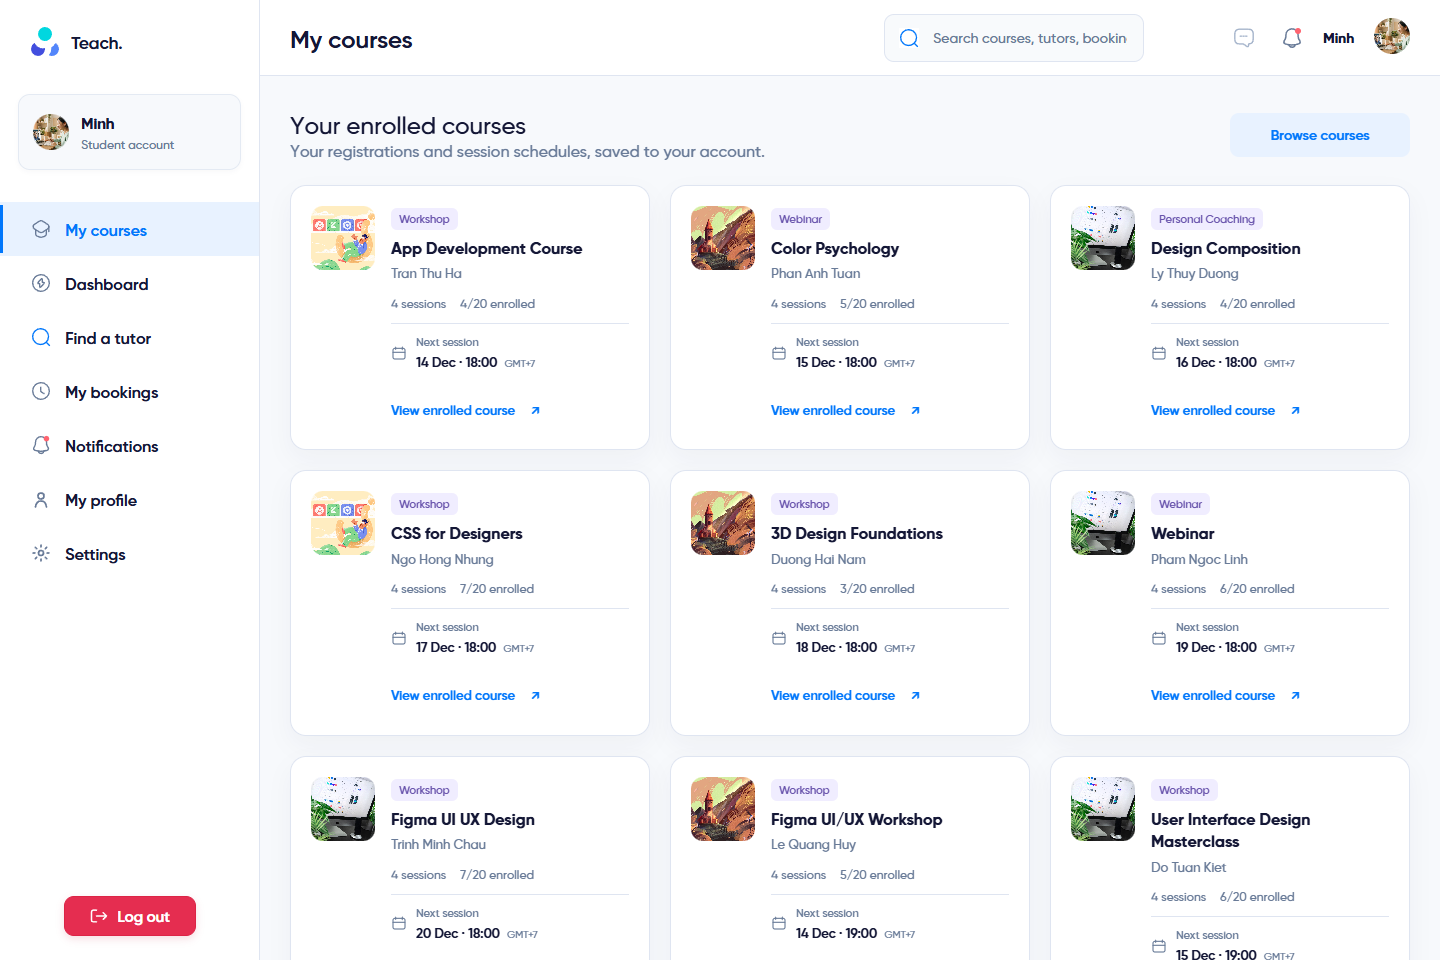 Teach.
Minh
Student account
My courses
Dashboard
Find a tutor
My bookings
Notifications
My profile
Settings
Log out
My courses
Search courses, tutors, bookin
Minh
Your enrolled courses
Your registrations and session schedules, saved to your account.
Browse courses
Workshop
App Development Course
Tran Thu Ha
4 sessions 4/20 enrolled
Next session
14 Dec · 18:00 GMT+7
View enrolled course
Webinar
Color Psychology
Phan Anh Tuan
4 sessions 5/20 enrolled
Next session
15 Dec · 18:00 GMT+7
View enrolled course
Personal Coaching
Design Composition
Ly Thuy Duong
4 sessions 4/20 enrolled
Next session
16 Dec · 18:00 GMT+7
View enrolled course
Workshop
CSS for Designers
Ngo Hong Nhung
4 sessions 7/20 enrolled
Next session
17 Dec · 18:00 GMT+7
View enrolled course
Workshop
3D Design Foundations
Duong Hai Nam
4 sessions 3/20 enrolled
Next session
18 Dec · 18:00 GMT+7
View enrolled course
Webinar
Webinar
Pham Ngoc Linh
4 sessions 6/20 enrolled
Next session
19 Dec · 18:00 GMT+7
View enrolled course
Workshop
Figma UI UX Design
Trinh Minh Chau
4 sessions 7/20 enrolled
Next session
20 Dec · 18:00 GMT+7
Workshop
Figma UI/UX Workshop
Le Quang Huy
4 sessions 5/20 enrolled
Next session
14 Dec · 19:00 GMT+7
Workshop
User Interface Design
Masterclass
Do Tuan Kiet
4 sessions 6/20 enrolled
Next session
15 Dec · 19:00 GMT+7